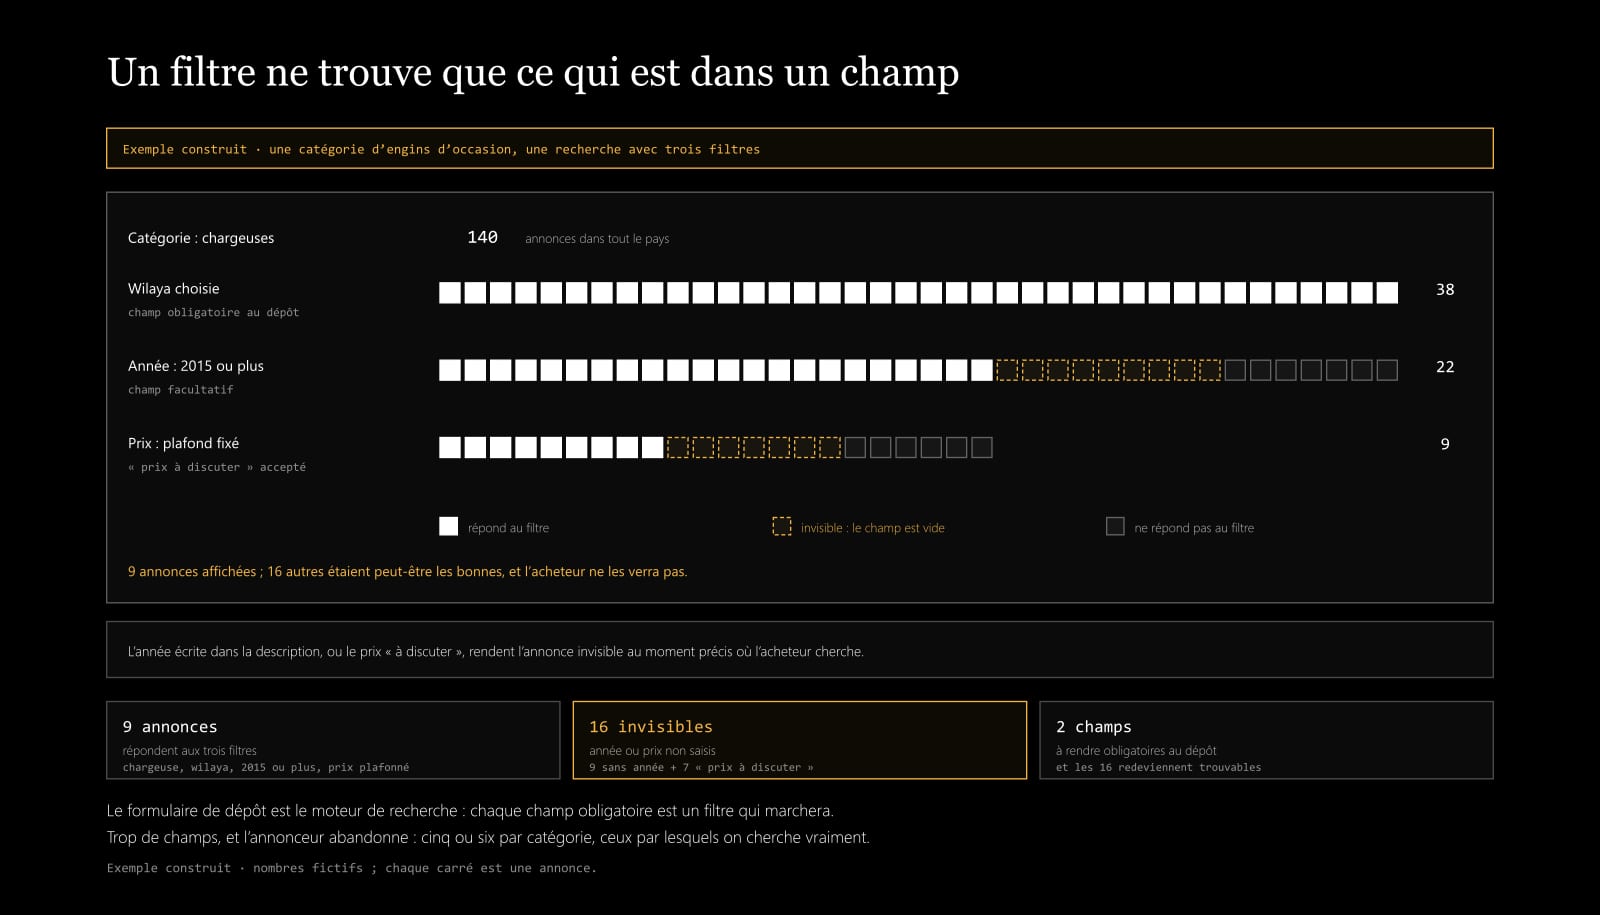 Un filtre ne trouve que ce qui est dans un champ
Exemple construit · une catégorie d’engins d’occasion, une recherche avec trois filtres
Catégorie : chargeuses
140 annonces dans tout le pays
Wilaya choisie
38
champ obligatoire au dépôt
Année : 2015 ou plus
22
champ facultatif
Prix : plafond fixé
9
« prix à discuter » accepté
répond au filtre
invisible : le champ est vide
ne répond pas au filtre
9 annonces affichées ; 16 autres étaient peut-être les bonnes, et l’acheteur ne les verra pas.
L’année écrite dans la description, ou le prix « à discuter », rendent l’annonce invisible au moment précis où l’acheteur cherche.
9 annonces
répondent aux trois filtres
chargeuse, wilaya, 2015 ou plus, prix plafonné
16 invisibles
année ou prix non saisis
9 sans année + 7 « prix à discuter »
2 champs
à rendre obligatoires au dépôt
et les 16 redeviennent trouvables
Le formulaire de dépôt est le moteur de recherche : chaque champ obligatoire est un filtre qui marchera.
Trop de champs, et l’annonceur abandonne : cinq ou six par catégorie, ceux par lesquels on cherche vraiment.
Exemple construit · nombres fictifs ; chaque carré est une annonce.